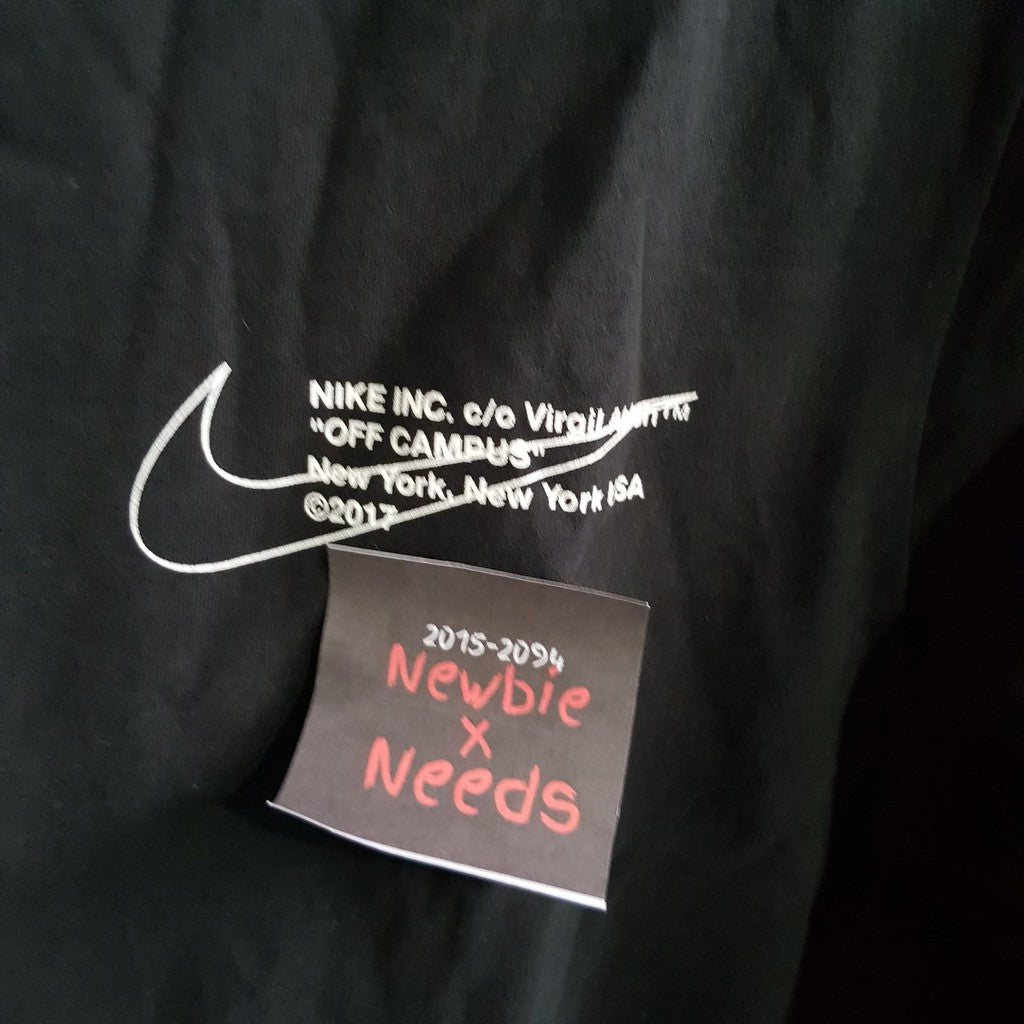 NIKE INC. c/o Virgil
"OFF CAMPUS"
New York, New York USA
©2017
2015-2094
Newbie
x
Needs